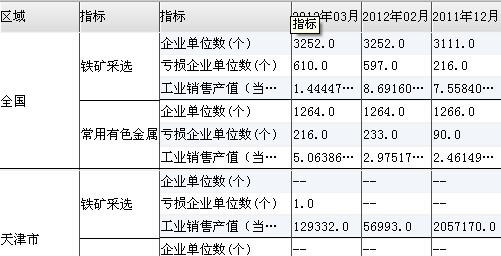 区域 指标 指标 2012年03月 2012年02月 2011年12月
指标
全国 铁矿采选 企业单位数(个) 3252.0 3252.0 3111.0
亏损企业单位数(个) 610.0 597.0 216.0
工业销售产值（当… 1.44447… 8.69160… 7.55840…
常用有色金属 企业单位数(个) 1264.0 1264.0 1266.0
亏损企业单位数(个) 216.0 233.0 90.0
工业销售产值（当… 5.06386… 2.97517… 2.46149…
天津市 铁矿采选 企业单位数(个) -- -- --
亏损企业单位数(个) 1.0 -- --
工业销售产值（当… 129332.0 56993.0 2057170.0
企业单位数(个) -- -- --